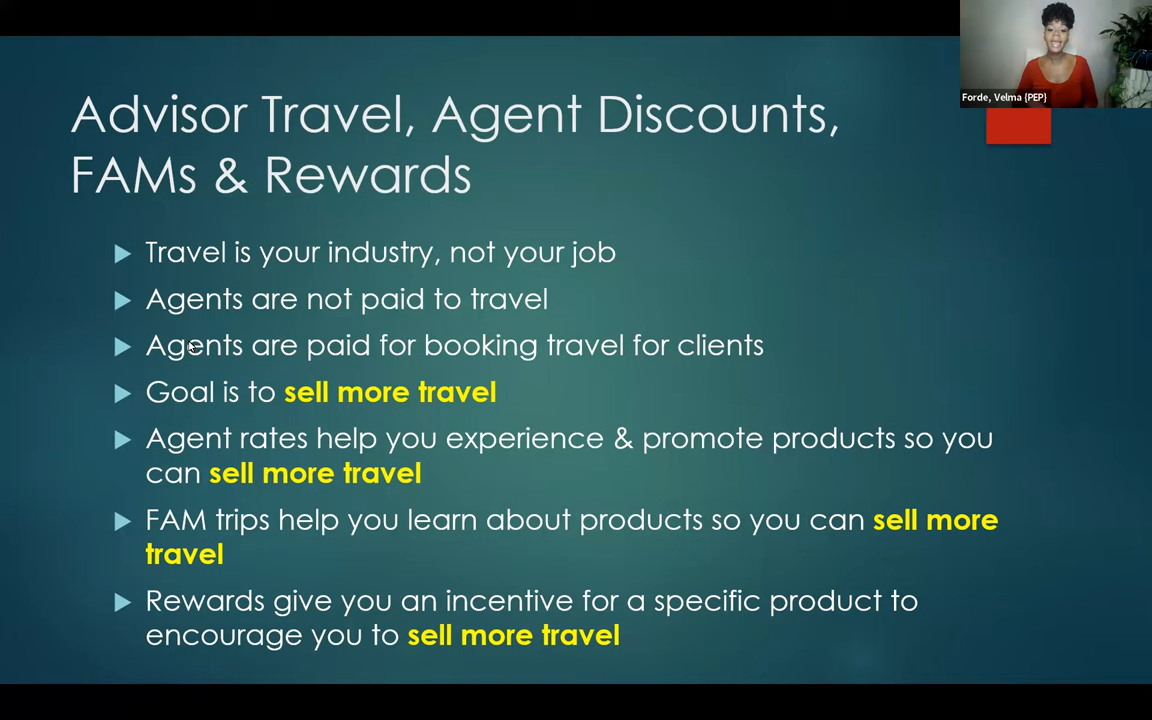 Forde, Velma {PEP}
Advisor Travel, Agent Discounts,
FAMs & Rewards
Travel is your industry, not your job
Agents are not paid to travel
Agents are paid for booking travel for clients
Goal is to sell more travel
Agent rates help you experience & promote products so you
can sell more travel
FAM trips help you learn about products so you can sell more
travel
Rewards give you an incentive for a specific product to
encourage you to sell more travel